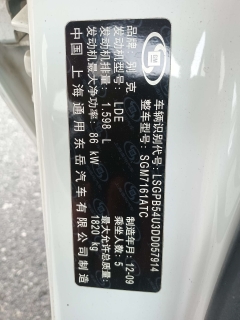 品牌：别克
车辆识别代号：LSGPB54U3DD057914
发动机型号：LDE
整车型号：SGM7161ATC
发动机排量：1.598 L
制造年月：12-09
发动机最大净功率：86 kW
乘坐人数：5
最大允许总质量：1820 kg
中国 上海通用东岳汽车有限公司制造